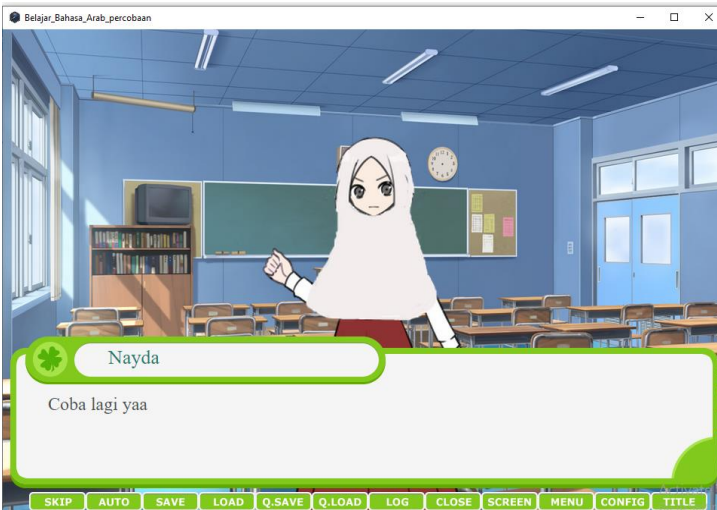 Belajar_Bahasa_Arab_percobaan
Nayda
Coba lagi yaa
SKIP AUTO SAVE LOAD Q.SAVE Q.LOAD LOG CLOSE SCREEN MENU CONFIG TITLE